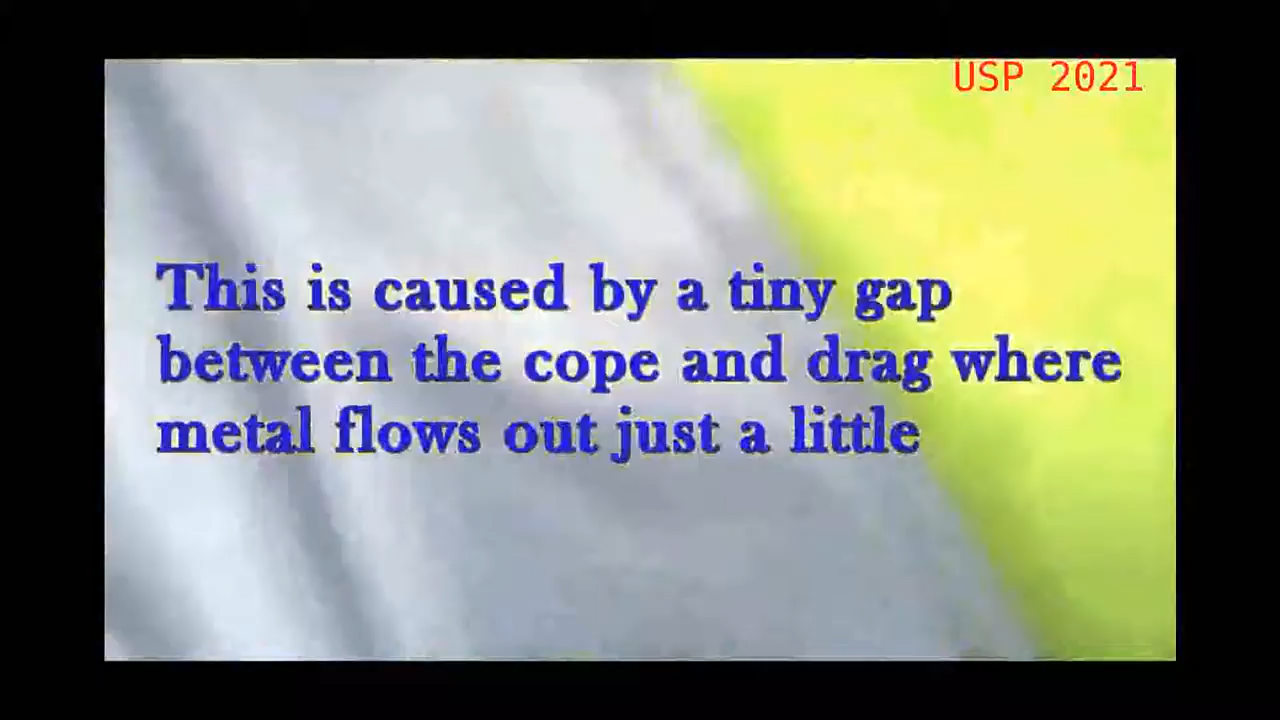 USP 2021
This is caused by a tiny gap
between the cope and drag where
metal flows out just a little